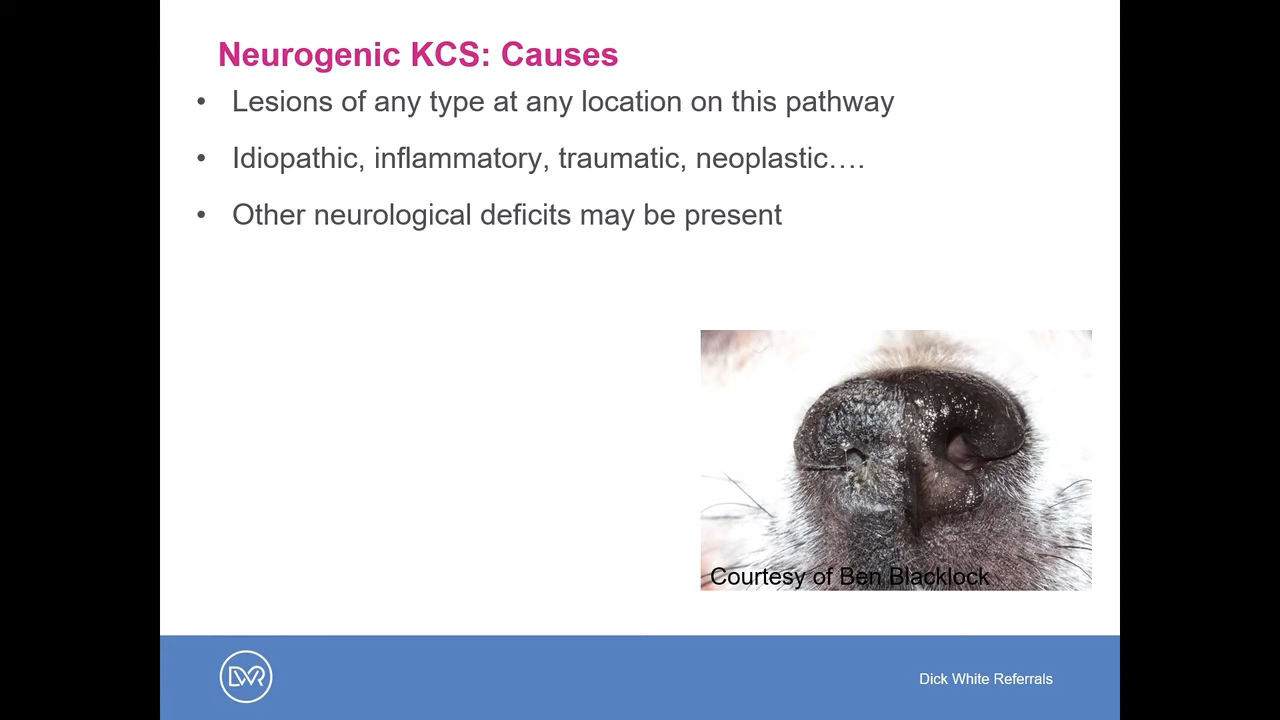 Neurogenic KCS: Causes
• Lesions of any type at any location on this pathway
• Idiopathic, inflammatory, traumatic, neoplastic….
• Other neurological deficits may be present
Courtesy of Ben Blacklock
DWR
Dick White Referrals